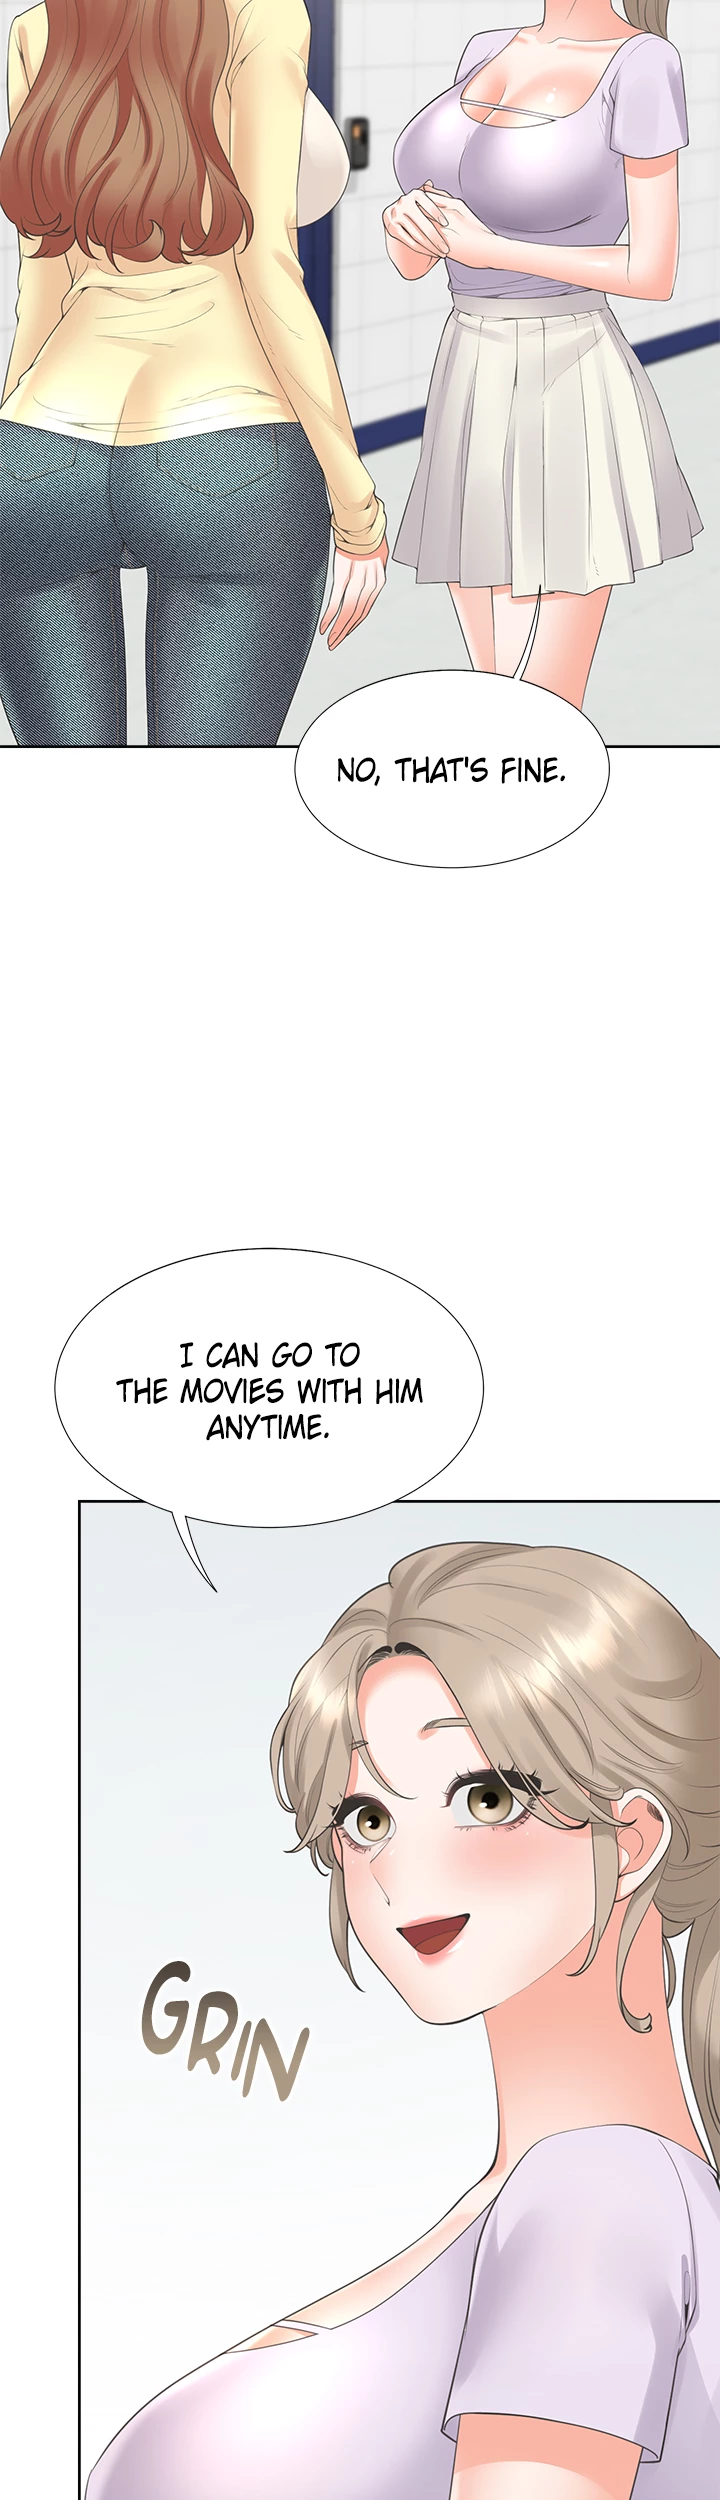 NO, THAT'S FINE.
I CAN GO TO
THE MOVIES WITH HIM
ANYTIME.
GRIN